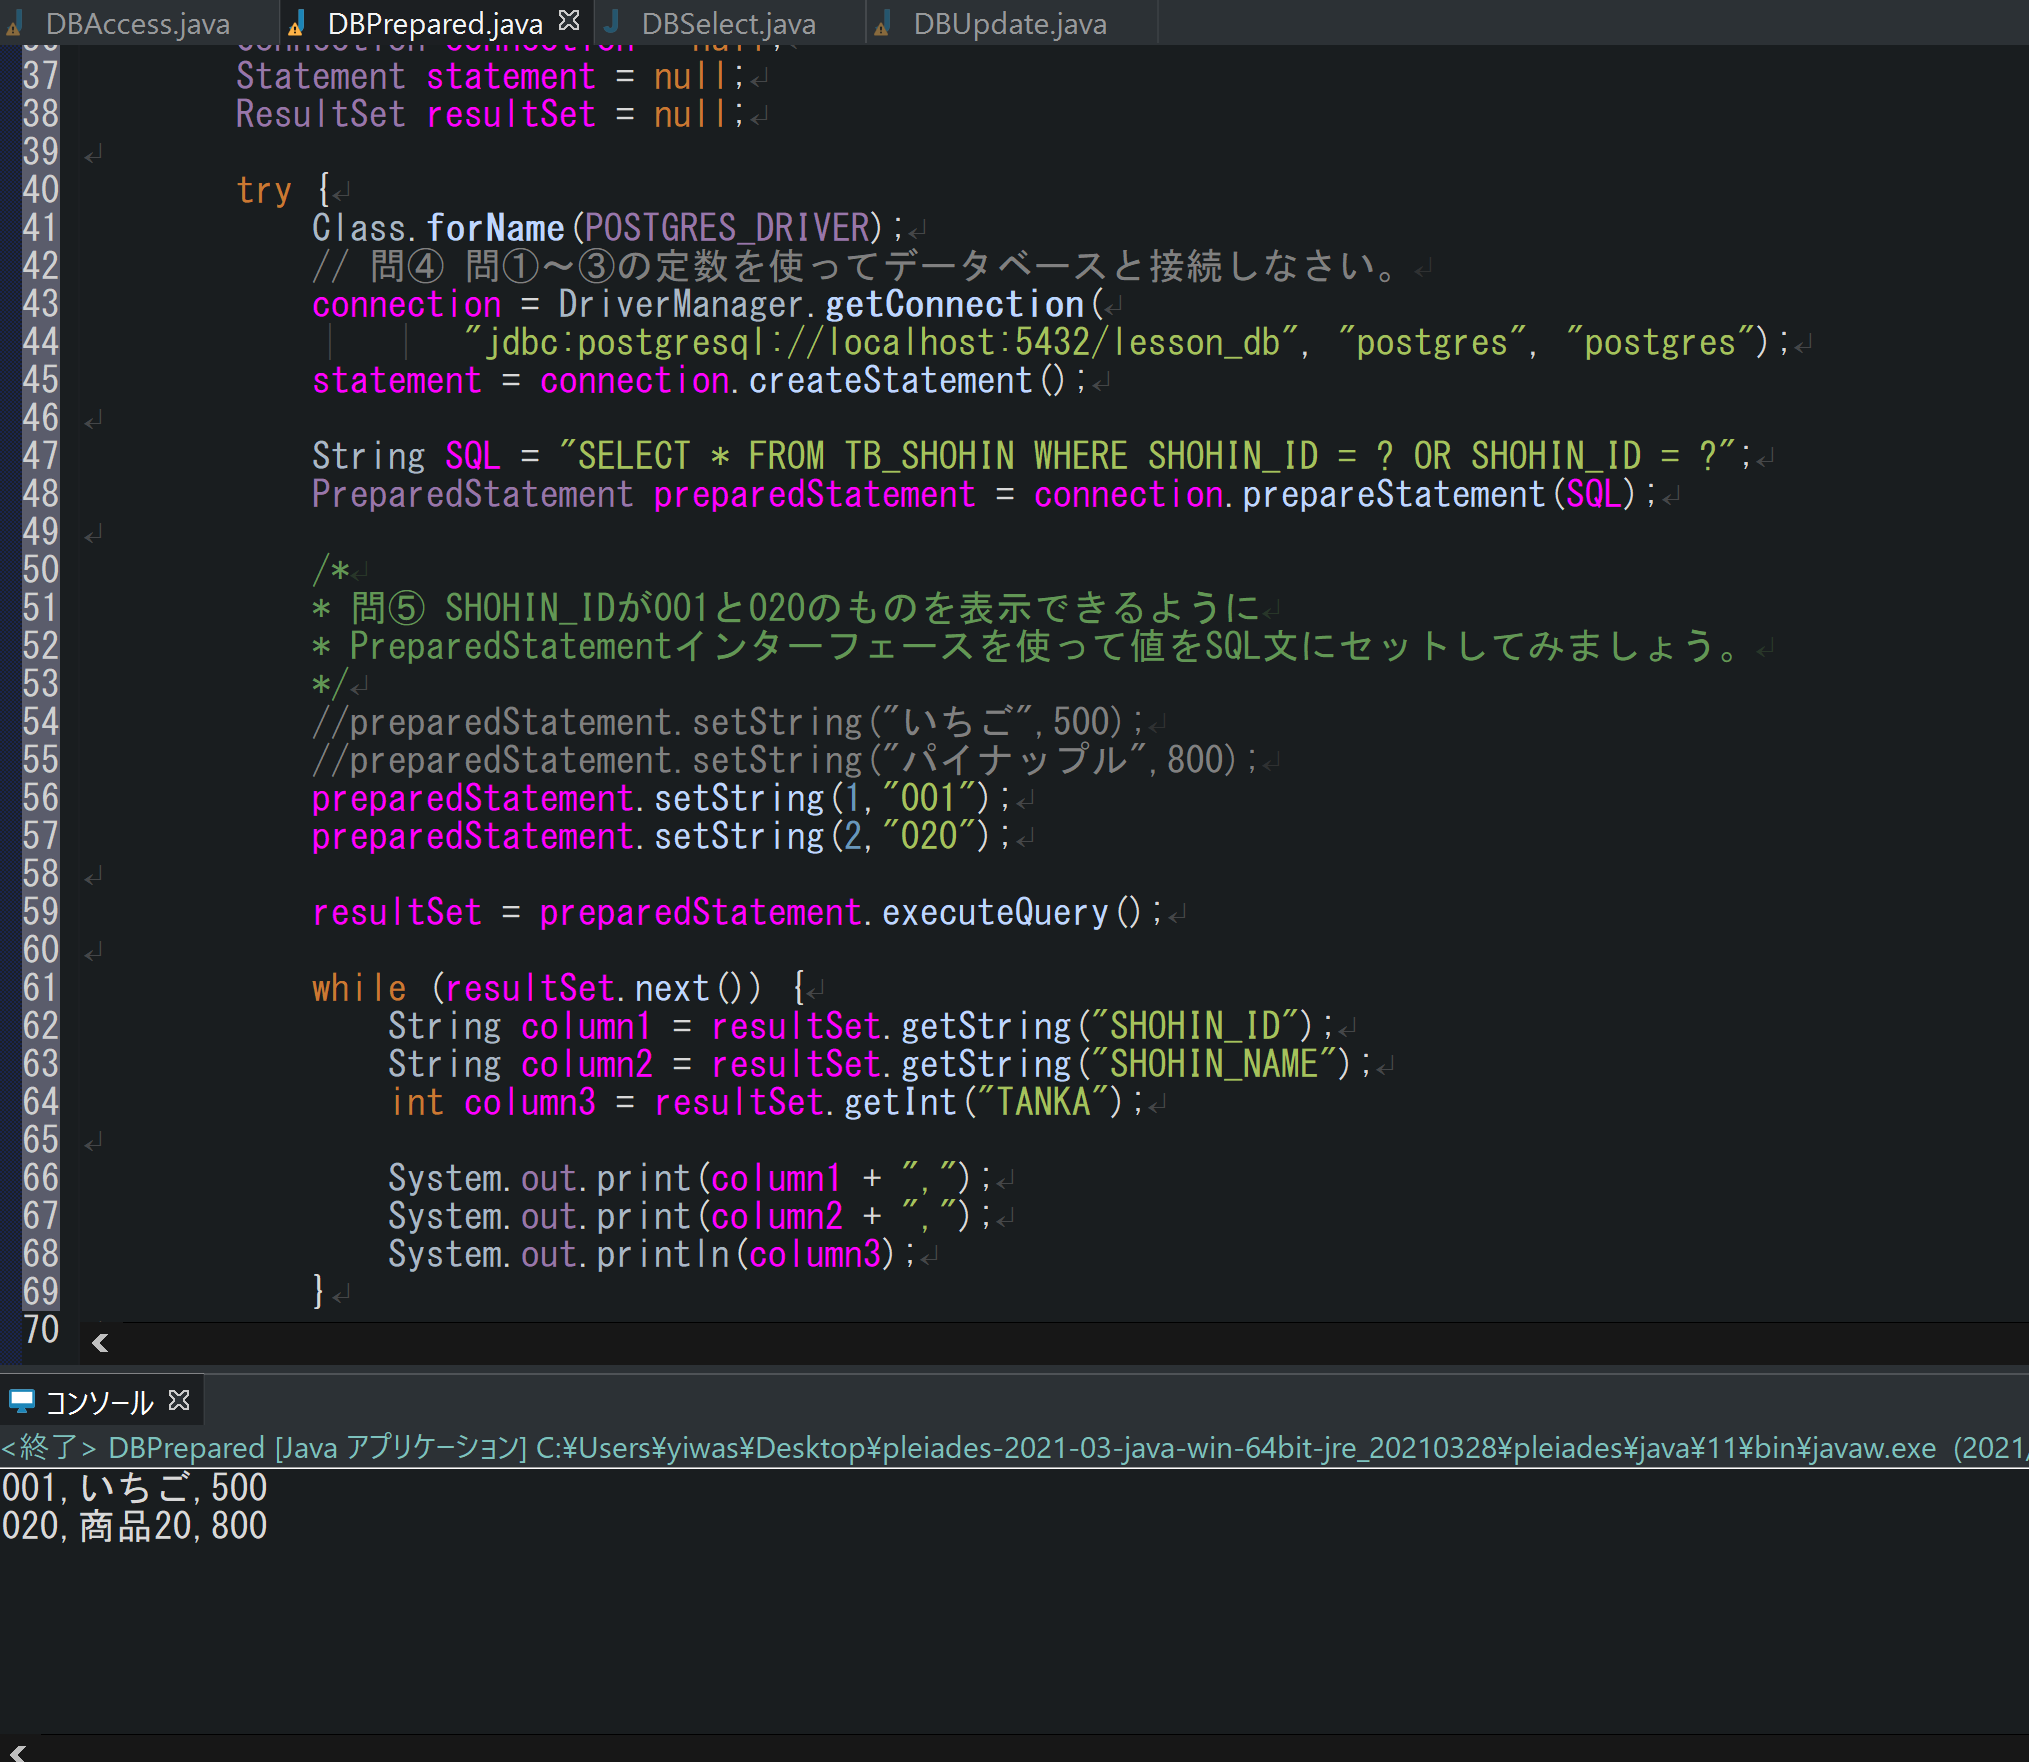 DBAccess.java DBPrepared.java DBSelect.java DBUpdate.java
37 Statement statement = null;
38 ResultSet resultSet = null;
39
40 try {
41 Class.forName(POSTGRES_DRIVER);
42 // 問④ 問①～③の定数を使ってデータベースと接続しなさい。
43 connection = DriverManager.getConnection(
44 "jdbc:postgresql://localhost:5432/lesson_db", "postgres", "postgres");
45 statement = connection.createStatement();
46
47 String SQL = "SELECT * FROM TB_SHOHIN WHERE SHOHIN_ID = ? OR SHOHIN_ID = ?";
48 PreparedStatement preparedStatement = connection.prepareStatement(SQL);
49
50 /*
51 * 問⑤ SHOHIN_IDが001と020のものを表示できるように
52 * PreparedStatementインターフェースを使って値をSQL文にセットしてみましょう。
53 */
54 //preparedStatement.setString("いちご",500);
55 //preparedStatement.setString("パイナップル",800);
56 preparedStatement.setString(1,"001");
57 preparedStatement.setString(2,"020");
58
59 resultSet = preparedStatement.executeQuery();
60
61 while (resultSet.next()) {
62 String column1 = resultSet.getString("SHOHIN_ID");
63 String column2 = resultSet.getString("SHOHIN_NAME");
64 int column3 = resultSet.getInt("TANKA");
65
66 System.out.print(column1 + ",");
67 System.out.print(column2 + ",");
68 System.out.println(column3);
69 }
70
コンソール
<終了> DBPrepared [Java アプリケーション] C:¥Users¥yiwas¥Desktop¥pleiades-2021-03-java-win-64bit-jre_20210328¥pleiades¥java¥11¥bin¥javaw.exe (2021/
001,いちご,500
020,商品20,800